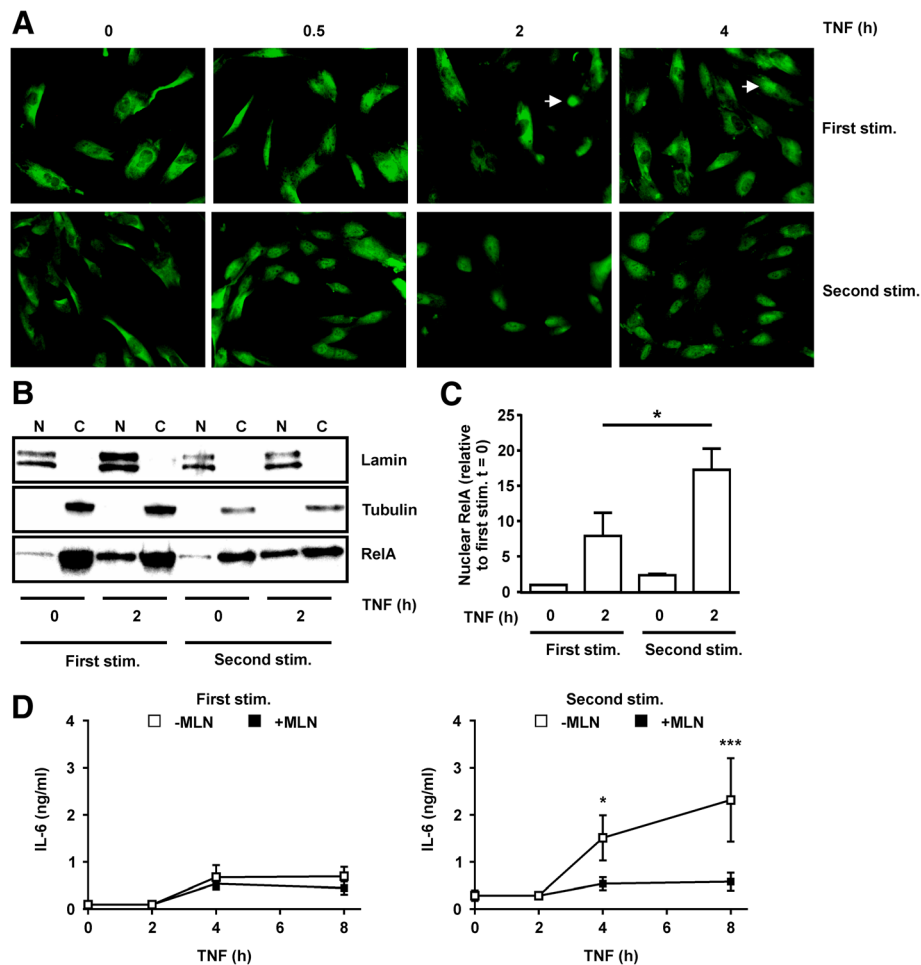 A
0 0.5 2 4 TNF (h)
First stim.
Second stim.
B
N C N C N C N C
Lamin
Tubulin
RelA
TNF (h)
0 2 0 2
First stim. Second stim.
C
Nuclear RelA (relative
to first stim. t = 0)
25
20
15
10
5
0
*
TNF (h) 0 2 0 2
First stim. Second stim.
D
First stim.
-MLN +MLN
IL-6 (ng/ml)
4
3
2
1
0
0 2 4 6 8
TNF (h)
Second stim.
-MLN +MLN
IL-6 (ng/ml)
4
3
2
1
0
* ***
0 2 4 6 8
TNF (h)